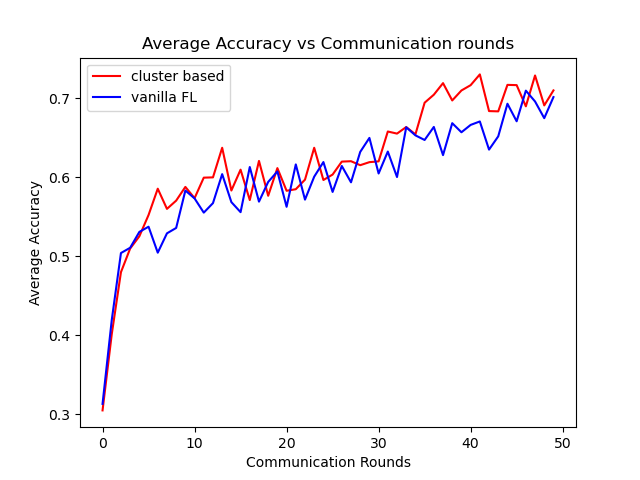 Average Accuracy vs Communication rounds
cluster based
vanilla FL
0.7
0.6
0.5
0.4
0.3
Average Accuracy
0 10 20 30 40 50
Communication Rounds